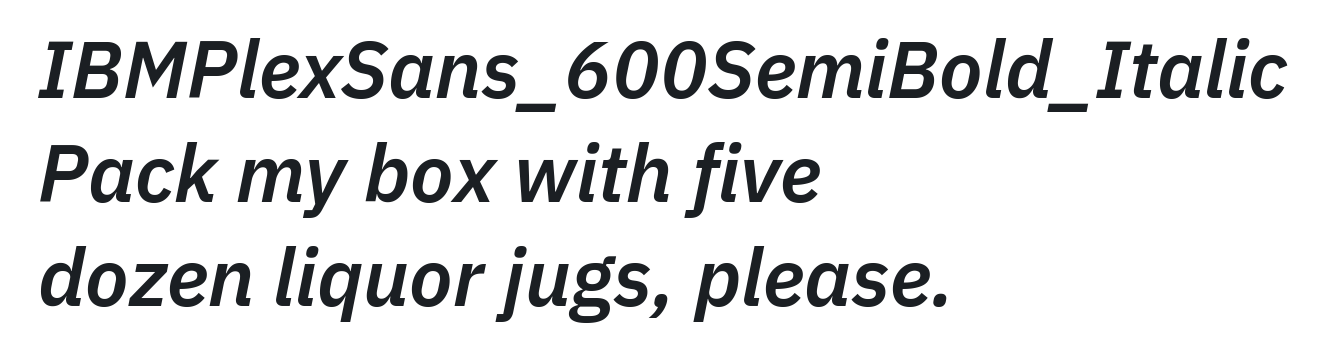 IBMPlexSans_600SemiBold_Italic
Pack my box with five
dozen liquor jugs, please.